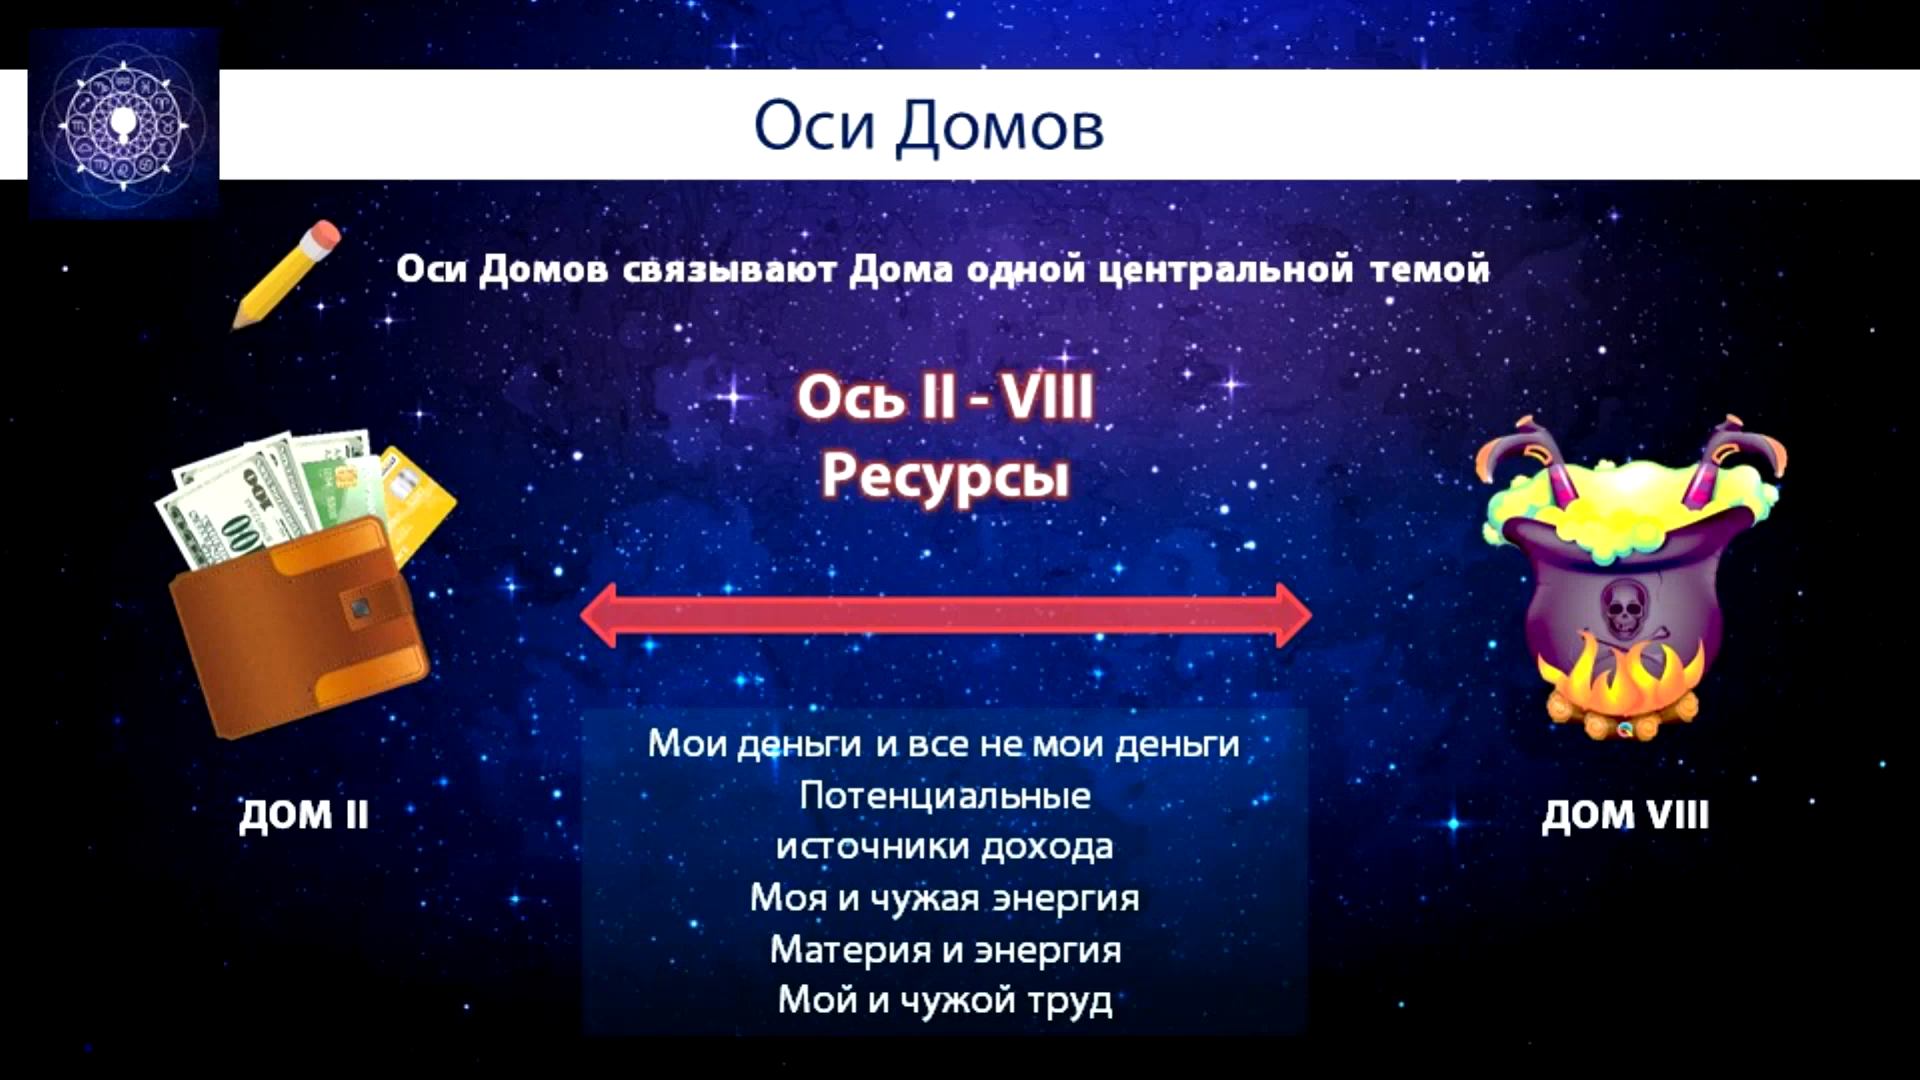 Оси Домов
Оси Домов связывают Дома одной центральной темой
Ось II - VIII
Ресурсы
Мои деньги и все не мои деньги
Потенциальные
источники дохода
Моя и чужая энергия
Материя и энергия
Мой и чужой труд
ДОМ II
ДОМ VIII